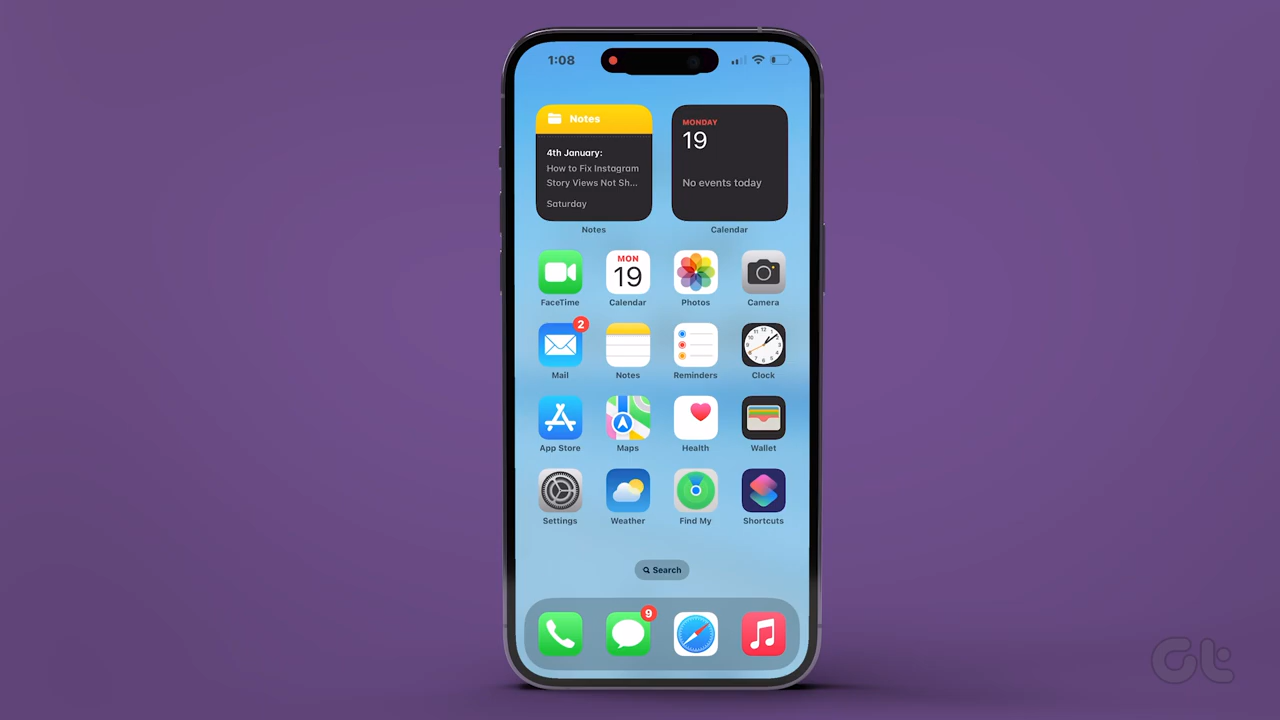 1:08
Notes
4th January:
How to Fix Instagram
Story Views Not Sh...
Saturday
Notes
MONDAY
19
No events today
Calendar
FaceTime
MON
19
Calendar
Photos
Camera
2
Mail
Notes
Reminders
Clock
App Store
Maps
Health
Wallet
Settings
Weather
Find My
Shortcuts
Search
9
Gt